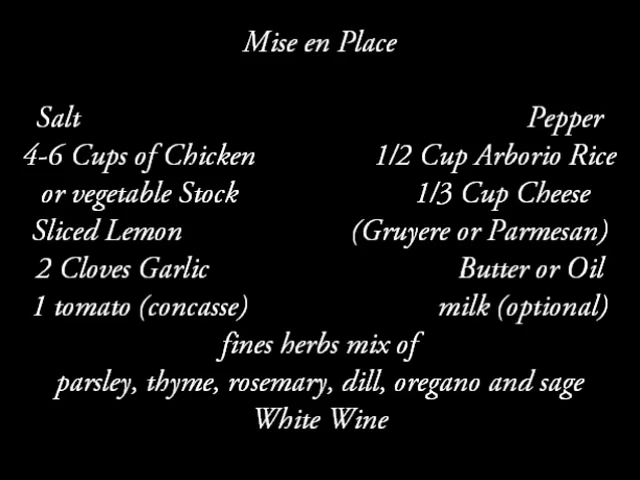 Mise en Place
Salt
Pepper
4-6 Cups of Chicken
1/2 Cup Arborio Rice
or vegetable Stock
1/3 Cup Cheese
Sliced Lemon
(Gruyere or Parmesan)
2 Cloves Garlic
Butter or Oil
1 tomato (concasse)
milk (optional)
fines herbs mix of
parsley, thyme, rosemary, dill, oregano and sage
White Wine